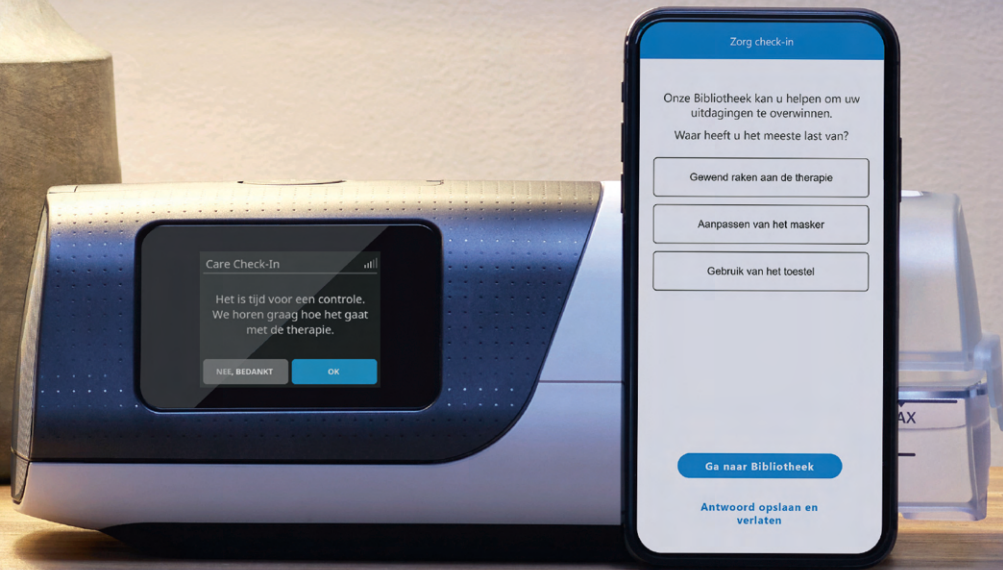 Care Check-In
Het is tijd voor een controle.
We horen graag hoe het gaat
met de therapie.
NEE, BEDANKT
OK
Zorg check-in
Onze Bibliotheek kan u helpen om uw
uitdagingen te overwinnen.
Waar heeft u het meeste last van?
Gewend raken aan de therapie
Aanpassen van het masker
Gebruik van het toestel
Ga naar Bibliotheek
Antwoord opslaan en
verlaten
AX